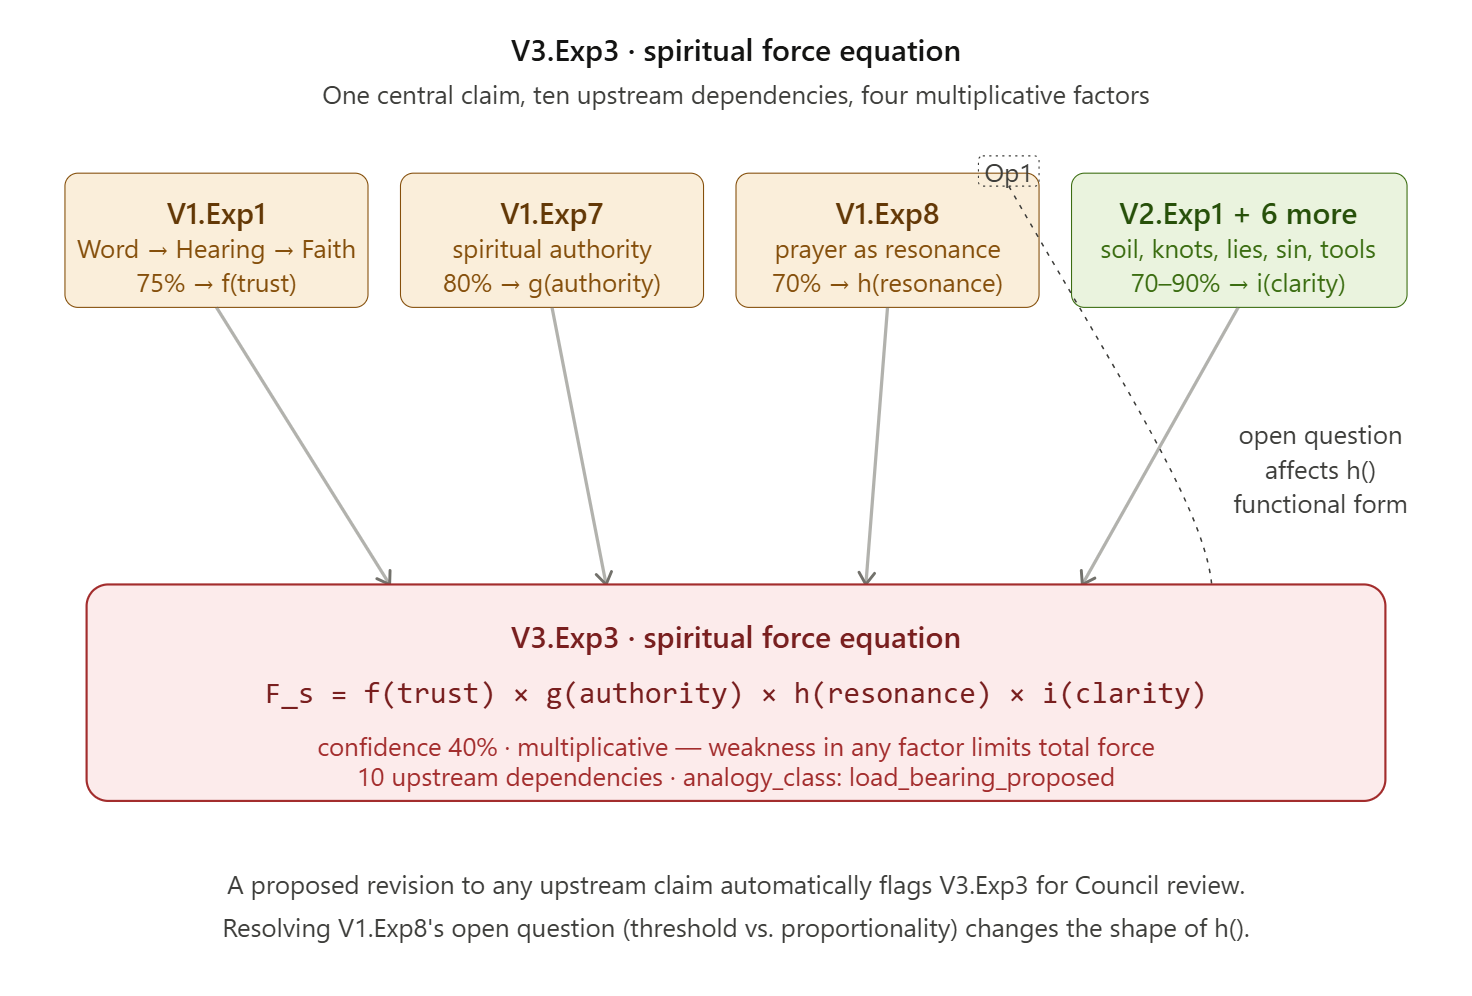 V3.Exp3 · spiritual force equation
One central claim, ten upstream dependencies, four multiplicative factors
Op1
V1.Exp1
Word → Hearing → Faith
75% → f(trust)
V1.Exp7
spiritual authority
80% → g(authority)
V1.Exp8
prayer as resonance
70% → h(resonance)
V2.Exp1 + 6 more
soil, knots, lies, sin, tools
70–90% → i(clarity)
open question
affects h()
functional form
V3.Exp3 · spiritual force equation
F_s = f(trust) × g(authority) × h(resonance) × i(clarity)
confidence 40% · multiplicative — weakness in any factor limits total force
10 upstream dependencies · analogy_class: load_bearing_proposed
A proposed revision to any upstream claim automatically flags V3.Exp3 for Council review.
Resolving V1.Exp8's open question (threshold vs. proportionality) changes the shape of h().